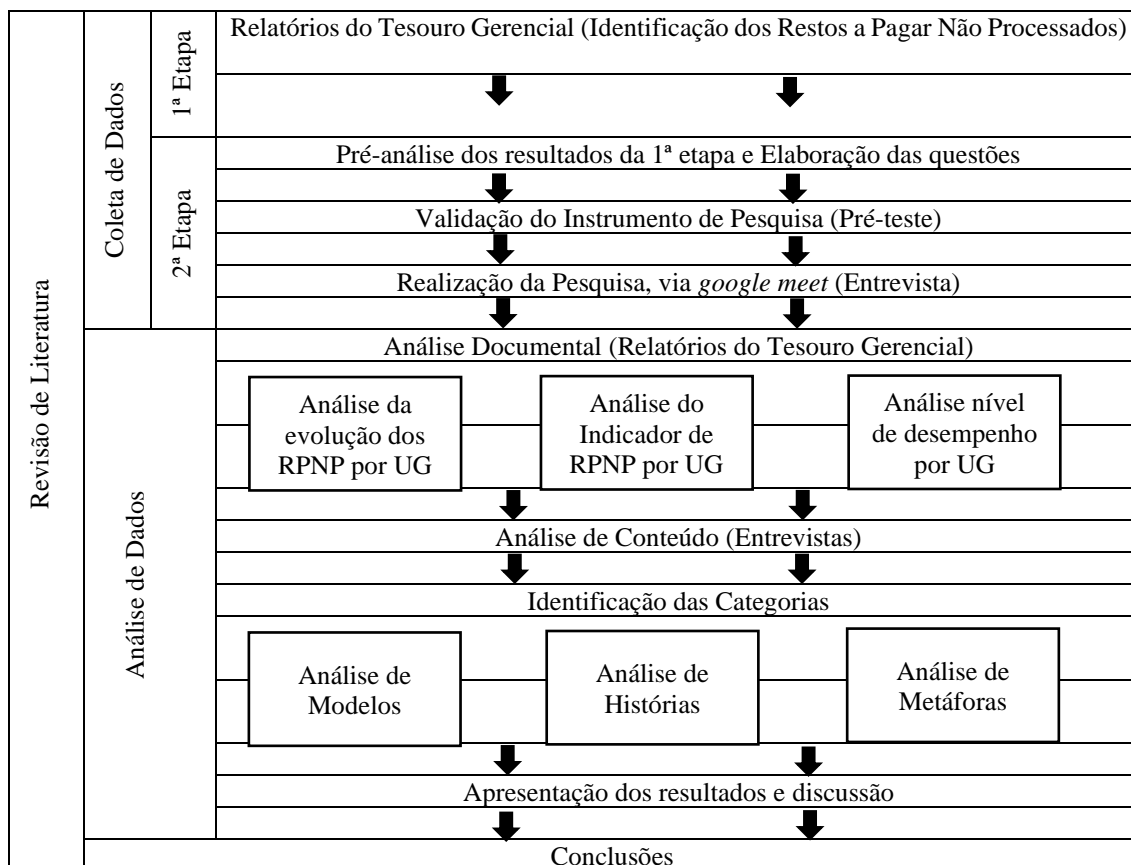 Revisão de Literatura
Coleta de Dados
1ª Etapa
Relatórios do Tesouro Gerencial (Identificação dos Restos a Pagar Não Processados)
2ª Etapa
Pré-análise dos resultados da 1ª etapa e Elaboração das questões
Validação do Instrumento de Pesquisa (Pré-teste)
Realização da Pesquisa, via google meet (Entrevista)
Análise de Dados
Análise Documental (Relatórios do Tesouro Gerencial)
Análise da
evolução dos
RPNP por UG
Análise do
Indicador de
RPNP por UG
Análise nível
de desempenho
por UG
Análise de Conteúdo (Entrevistas)
Identificação das Categorias
Análise de
Modelos
Análise de
Histórias
Análise de
Metáforas
Apresentação dos resultados e discussão
Conclusões